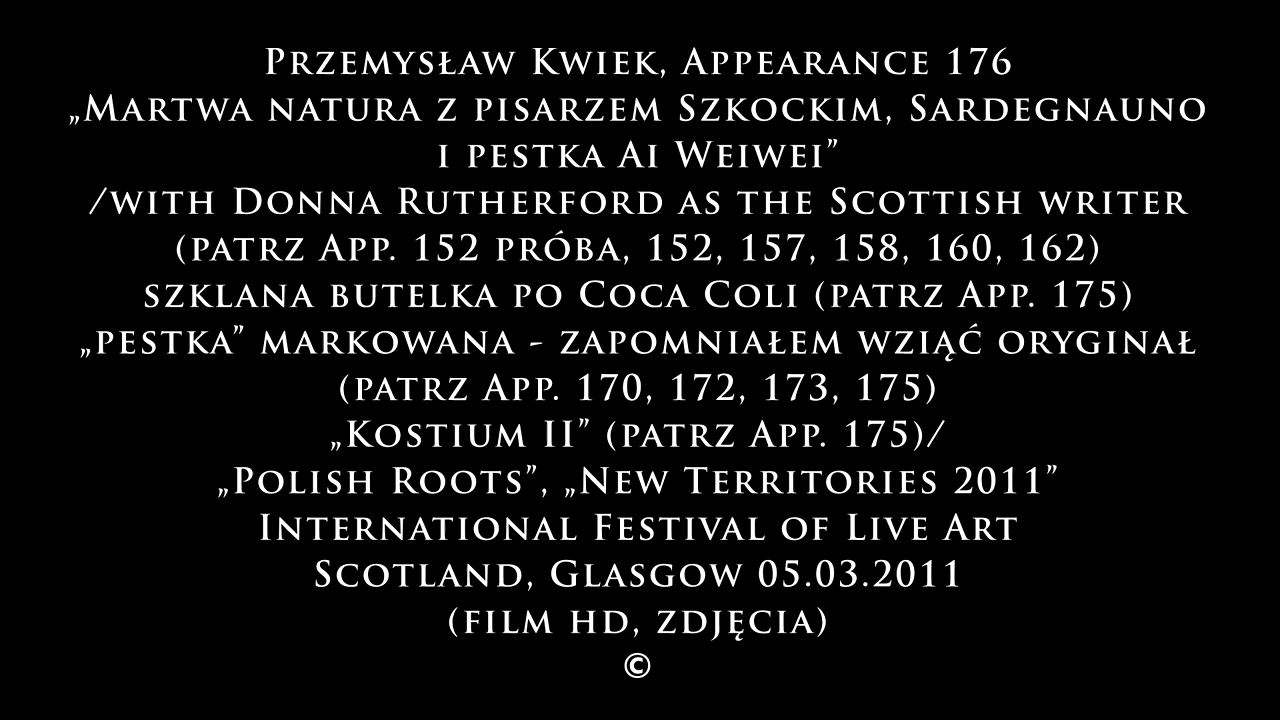 Przemysław Kwiek, Appearance 176
„Martwa natura z pisarzem Szkockim, Sardegnauno
i pestka Ai Weiwei”
/with Donna Rutherford as the Scottish writer
(patrz App. 152 próba, 152, 157, 158, 160, 162)
szklana butelka po Coca Coli (patrz App. 175)
„pestka” markowana - zapomniałem wziąć oryginał
(patrz App. 170, 172, 173, 175)
„Kostium II” (patrz App. 175)/
„Polish Roots”, „New Territories 2011”
International Festival of Live Art
Scotland, Glasgow 05.03.2011
(film hd, zdjęcia)
©